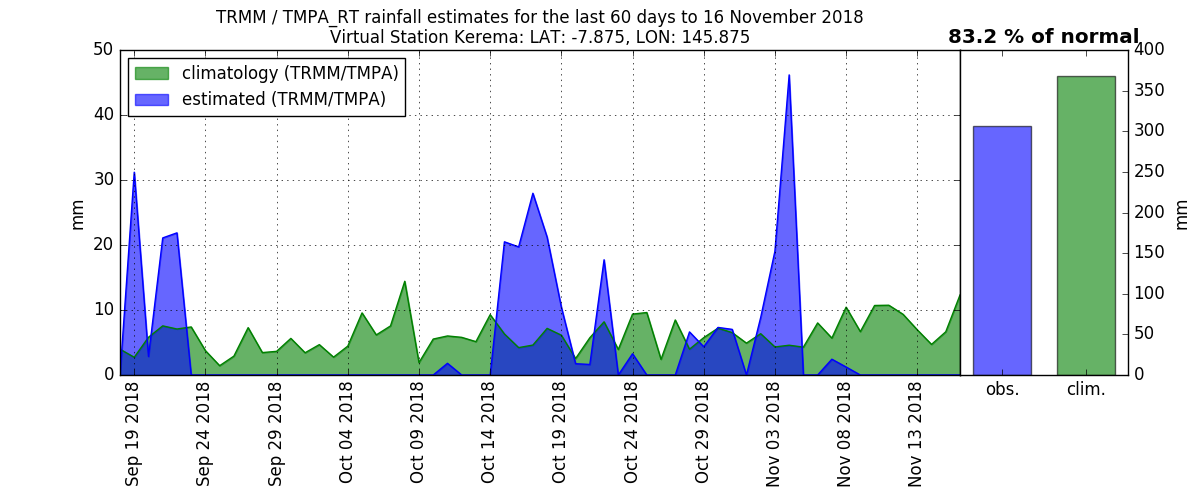 TRMM / TMPA_RT rainfall estimates for the last 60 days to 16 November 2018
Virtual Station Kerema: LAT: -7.875, LON: 145.875
83.2 % of normal
climatology (TRMM/TMPA)
estimated (TRMM/TMPA)
50
40
30
20
10
0
mm
Sep 19 2018
Sep 24 2018
Sep 29 2018
Oct 04 2018
Oct 09 2018
Oct 14 2018
Oct 19 2018
Oct 24 2018
Oct 29 2018
Nov 03 2018
Nov 08 2018
Nov 13 2018
obs.
clim.
400
350
300
250
200
150
100
50
0
mm